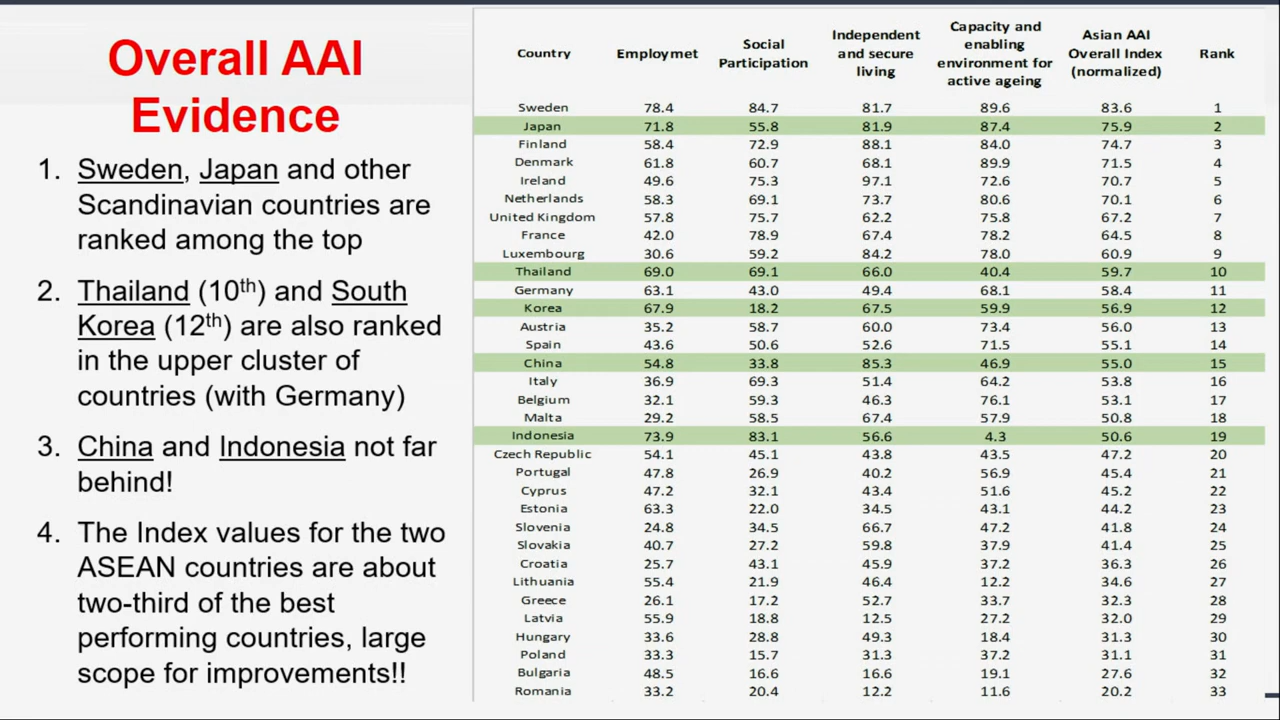 Overall AAI
Evidence
1. Sweden, Japan and other
Scandinavian countries are
ranked among the top
2. Thailand (10th) and South
Korea (12th) are also ranked
in the upper cluster of
countries (with Germany)
3. China and Indonesia not far
behind!
4. The Index values for the two
ASEAN countries are about
two-third of the best
performing countries, large
scope for improvements!!
Country Employmet Social Participation Independent and secure living Capacity and enabling environment for active ageing Asian AAI Overall Index (normalized) Rank
Sweden 78.4 84.7 81.7 89.6 83.6 1
Japan 71.8 55.8 81.9 87.4 75.9 2
Finland 58.4 72.9 88.1 84.0 74.7 3
Denmark 61.8 60.7 68.1 89.9 71.5 4
Ireland 49.6 75.3 97.1 72.6 70.7 5
Netherlands 58.3 69.1 73.7 80.6 70.1 6
United Kingdom 57.8 75.7 62.2 75.8 67.2 7
France 42.0 78.9 67.4 78.2 64.5 8
Luxembourg 30.6 59.2 84.2 78.0 60.9 9
Thailand 69.0 69.1 66.0 40.4 59.7 10
Germany 63.1 43.0 49.4 68.1 58.4 11
Korea 67.9 18.2 67.5 59.9 56.9 12
Austria 35.2 58.7 60.0 73.4 56.0 13
Spain 43.6 50.6 52.6 71.5 55.1 14
China 54.8 33.8 85.3 46.9 55.0 15
Italy 36.9 69.3 51.4 64.2 53.8 16
Belgium 32.1 59.3 46.3 76.1 53.1 17
Malta 29.2 58.5 67.4 57.9 50.8 18
Indonesia 73.9 83.1 56.6 4.3 50.6 19
Czech Republic 54.1 45.1 43.8 43.5 47.2 20
Portugal 47.8 26.9 40.2 56.9 45.4 21
Cyprus 47.2 32.1 43.4 51.6 45.2 22
Estonia 63.3 22.0 34.5 43.1 44.2 23
Slovenia 24.8 34.5 66.7 47.2 41.8 24
Slovakia 40.7 27.2 59.8 37.9 41.4 25
Croatia 25.7 43.1 45.9 37.2 36.3 26
Lithuania 55.4 21.9 46.4 12.2 34.6 27
Greece 26.1 17.2 52.7 33.7 32.3 28
Latvia 55.9 18.8 12.5 27.2 32.0 29
Hungary 33.6 28.8 49.3 18.4 31.3 30
Poland 33.3 15.7 31.3 37.2 31.1 31
Bulgaria 48.5 16.6 16.6 19.1 27.6 32
Romania 33.2 20.4 12.2 11.6 20.2 33